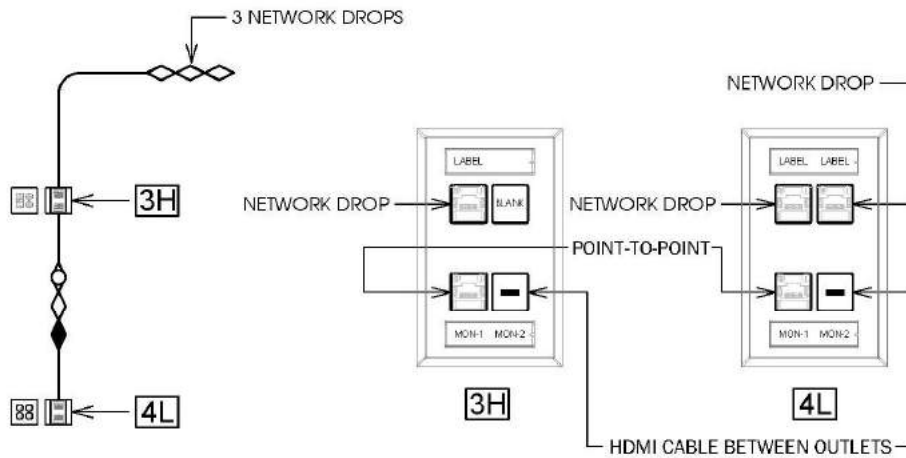 3 NETWORK DROPS
NETWORK DROP
LABEL
LABEL LABEL
3H
NETWORK DROP
BLANK
NETWORK DROP
POINT-TO-POINT
MON-1 MON-2
MON-1 MON-2
3H
4L
4L
HDMI CABLE BETWEEN OUTLETS